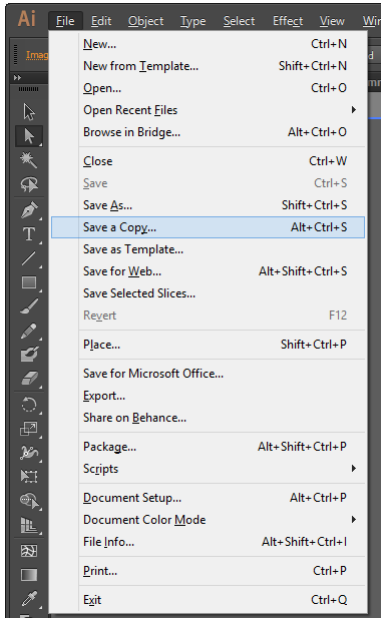 Ai File Edit Object Type Select Effect View
Imag
New... Ctrl+N
New from Template... Shift+Ctrl+N
Open... Ctrl+O
Open Recent Files
Browse in Bridge... Alt+Ctrl+O
Close Ctrl+W
Save Ctrl+S
Save As... Shift+Ctrl+S
Save a Copy... Alt+Ctrl+S
Save as Template...
Save for Web... Alt+Shift+Ctrl+S
Save Selected Slices...
Revert F12
Place... Shift+Ctrl+P
Save for Microsoft Office...
Export...
Share on Behance...
Package... Alt+Shift+Ctrl+P
Scripts
Document Setup... Alt+Ctrl+P
Document Color Mode
File Info... Alt+Shift+Ctrl+I
Print... Ctrl+P
Exit Ctrl+Q